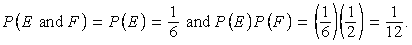 P(E and F) = P(E) = 1/6 and P(E)P(F) = (1/6)(1/2) = 1/12.